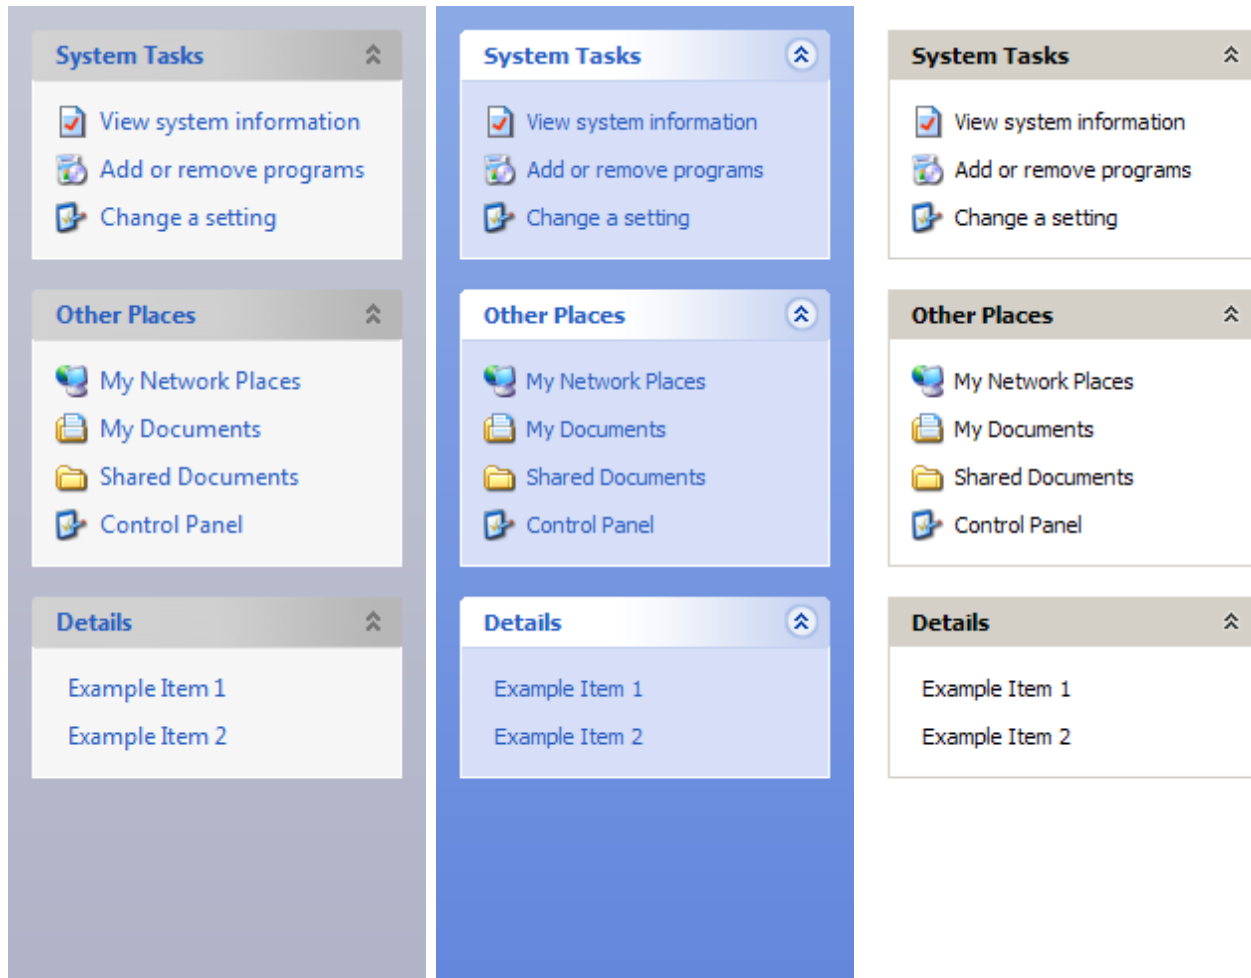 System Tasks
View system information
Add or remove programs
Change a setting
Other Places
My Network Places
My Documents
Shared Documents
Control Panel
Details
Example Item 1
Example Item 2
System Tasks
View system information
Add or remove programs
Change a setting
Other Places
My Network Places
My Documents
Shared Documents
Control Panel
Details
Example Item 1
Example Item 2
System Tasks
View system information
Add or remove programs
Change a setting
Other Places
My Network Places
My Documents
Shared Documents
Control Panel
Details
Example Item 1
Example Item 2